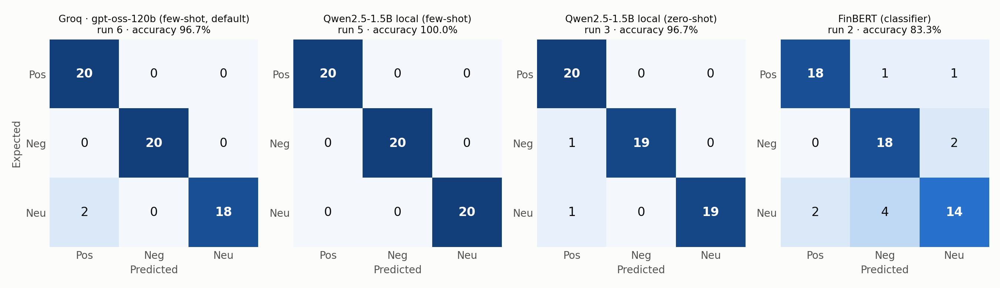 Groq · gpt-oss-120b (few-shot, default)
run 6 · accuracy 96.7%
Expected
Pos 20 0 0
Neg 0 20 0
Neu 2 0 18
Pos Neg Neu
Predicted
Qwen2.5-1.5B local (few-shot)
run 5 · accuracy 100.0%
Pos 20 0 0
Neg 0 20 0
Neu 0 0 20
Pos Neg Neu
Predicted
Qwen2.5-1.5B local (zero-shot)
run 3 · accuracy 96.7%
Pos 20 0 0
Neg 1 19 0
Neu 1 0 19
Pos Neg Neu
Predicted
FinBERT (classifier)
run 2 · accuracy 83.3%
Pos 18 1 1
Neg 0 18 2
Neu 2 4 14
Pos Neg Neu
Predicted